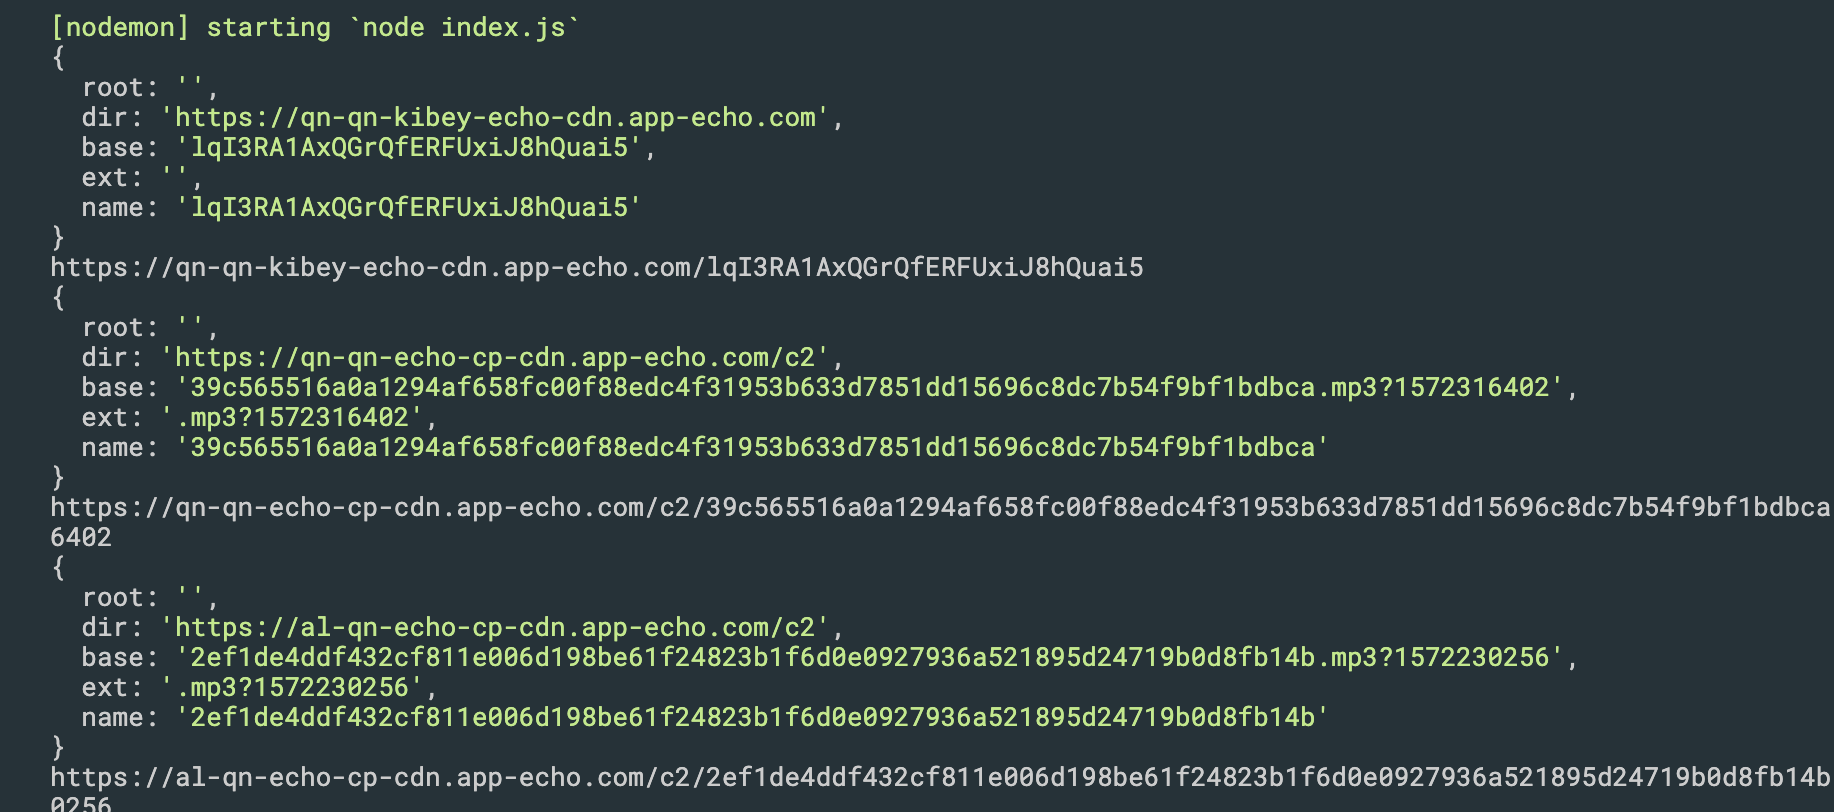 [nodemon] starting `node index.js`
{
  root: '',
  dir: 'https://qn-qn-kibey-echo-cdn.app-echo.com',
  base: 'lqI3RA1AxQGrQfERFUxiJ8hQuai5',
  ext: '',
  name: 'lqI3RA1AxQGrQfERFUxiJ8hQuai5'
}
https://qn-qn-kibey-echo-cdn.app-echo.com/lqI3RA1AxQGrQfERFUxiJ8hQuai5
{
  root: '',
  dir: 'https://qn-qn-echo-cp-cdn.app-echo.com/c2',
  base: '39c565516a0a1294af658fc00f88edc4f31953b633d7851dd15696c8dc7b54f9bf1bdbca.mp3?1572316402',
  ext: '.mp3?1572316402',
  name: '39c565516a0a1294af658fc00f88edc4f31953b633d7851dd15696c8dc7b54f9bf1bdbca'
}
https://qn-qn-echo-cp-cdn.app-echo.com/c2/39c565516a0a1294af658fc00f88edc4f31953b633d7851dd15696c8dc7b54f9bf1bdbca
6402
{
  root: '',
  dir: 'https://al-qn-echo-cp-cdn.app-echo.com/c2',
  base: '2ef1de4ddf432cf811e006d198be61f24823b1f6d0e0927936a521895d24719b0d8fb14b.mp3?1572230256',
  ext: '.mp3?1572230256',
  name: '2ef1de4ddf432cf811e006d198be61f24823b1f6d0e0927936a521895d24719b0d8fb14b'
}
https://al-qn-echo-cp-cdn.app-echo.com/c2/2ef1de4ddf432cf811e006d198be61f24823b1f6d0e0927936a521895d24719b0d8fb14b
0256